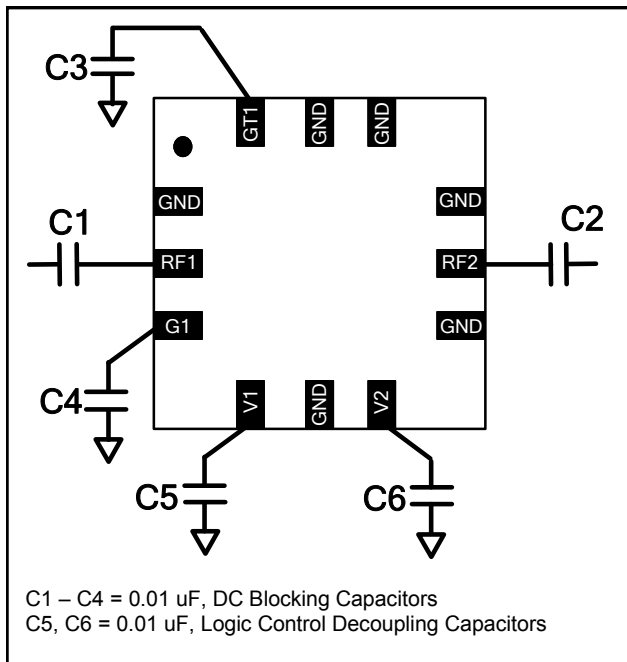 C3
GT1
GND
GND
GND
GND
C1
C2
RF1
RF2
G1
GND
C4
V1
GND
V2
C5
C6
C1 – C4 = 0.01 uF, DC Blocking Capacitors
C5, C6 = 0.01 uF, Logic Control Decoupling Capacitors